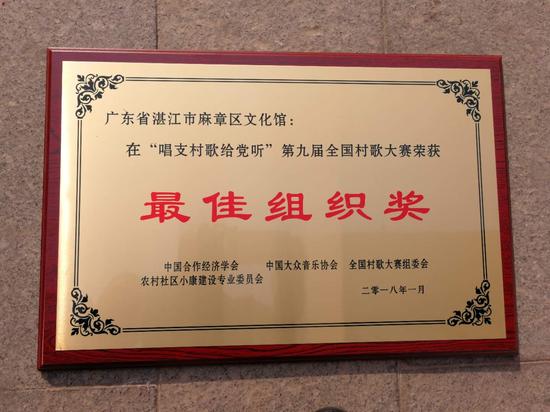 广东省湛江市麻章区文化馆：
在“唱支村歌给党听”第九届全国村歌大赛荣获
最佳组织奖
中国合作经济学会 中国大众音乐协会 全国村歌大赛组委会
农村社区小康建设专业委员会
二零一八年一月